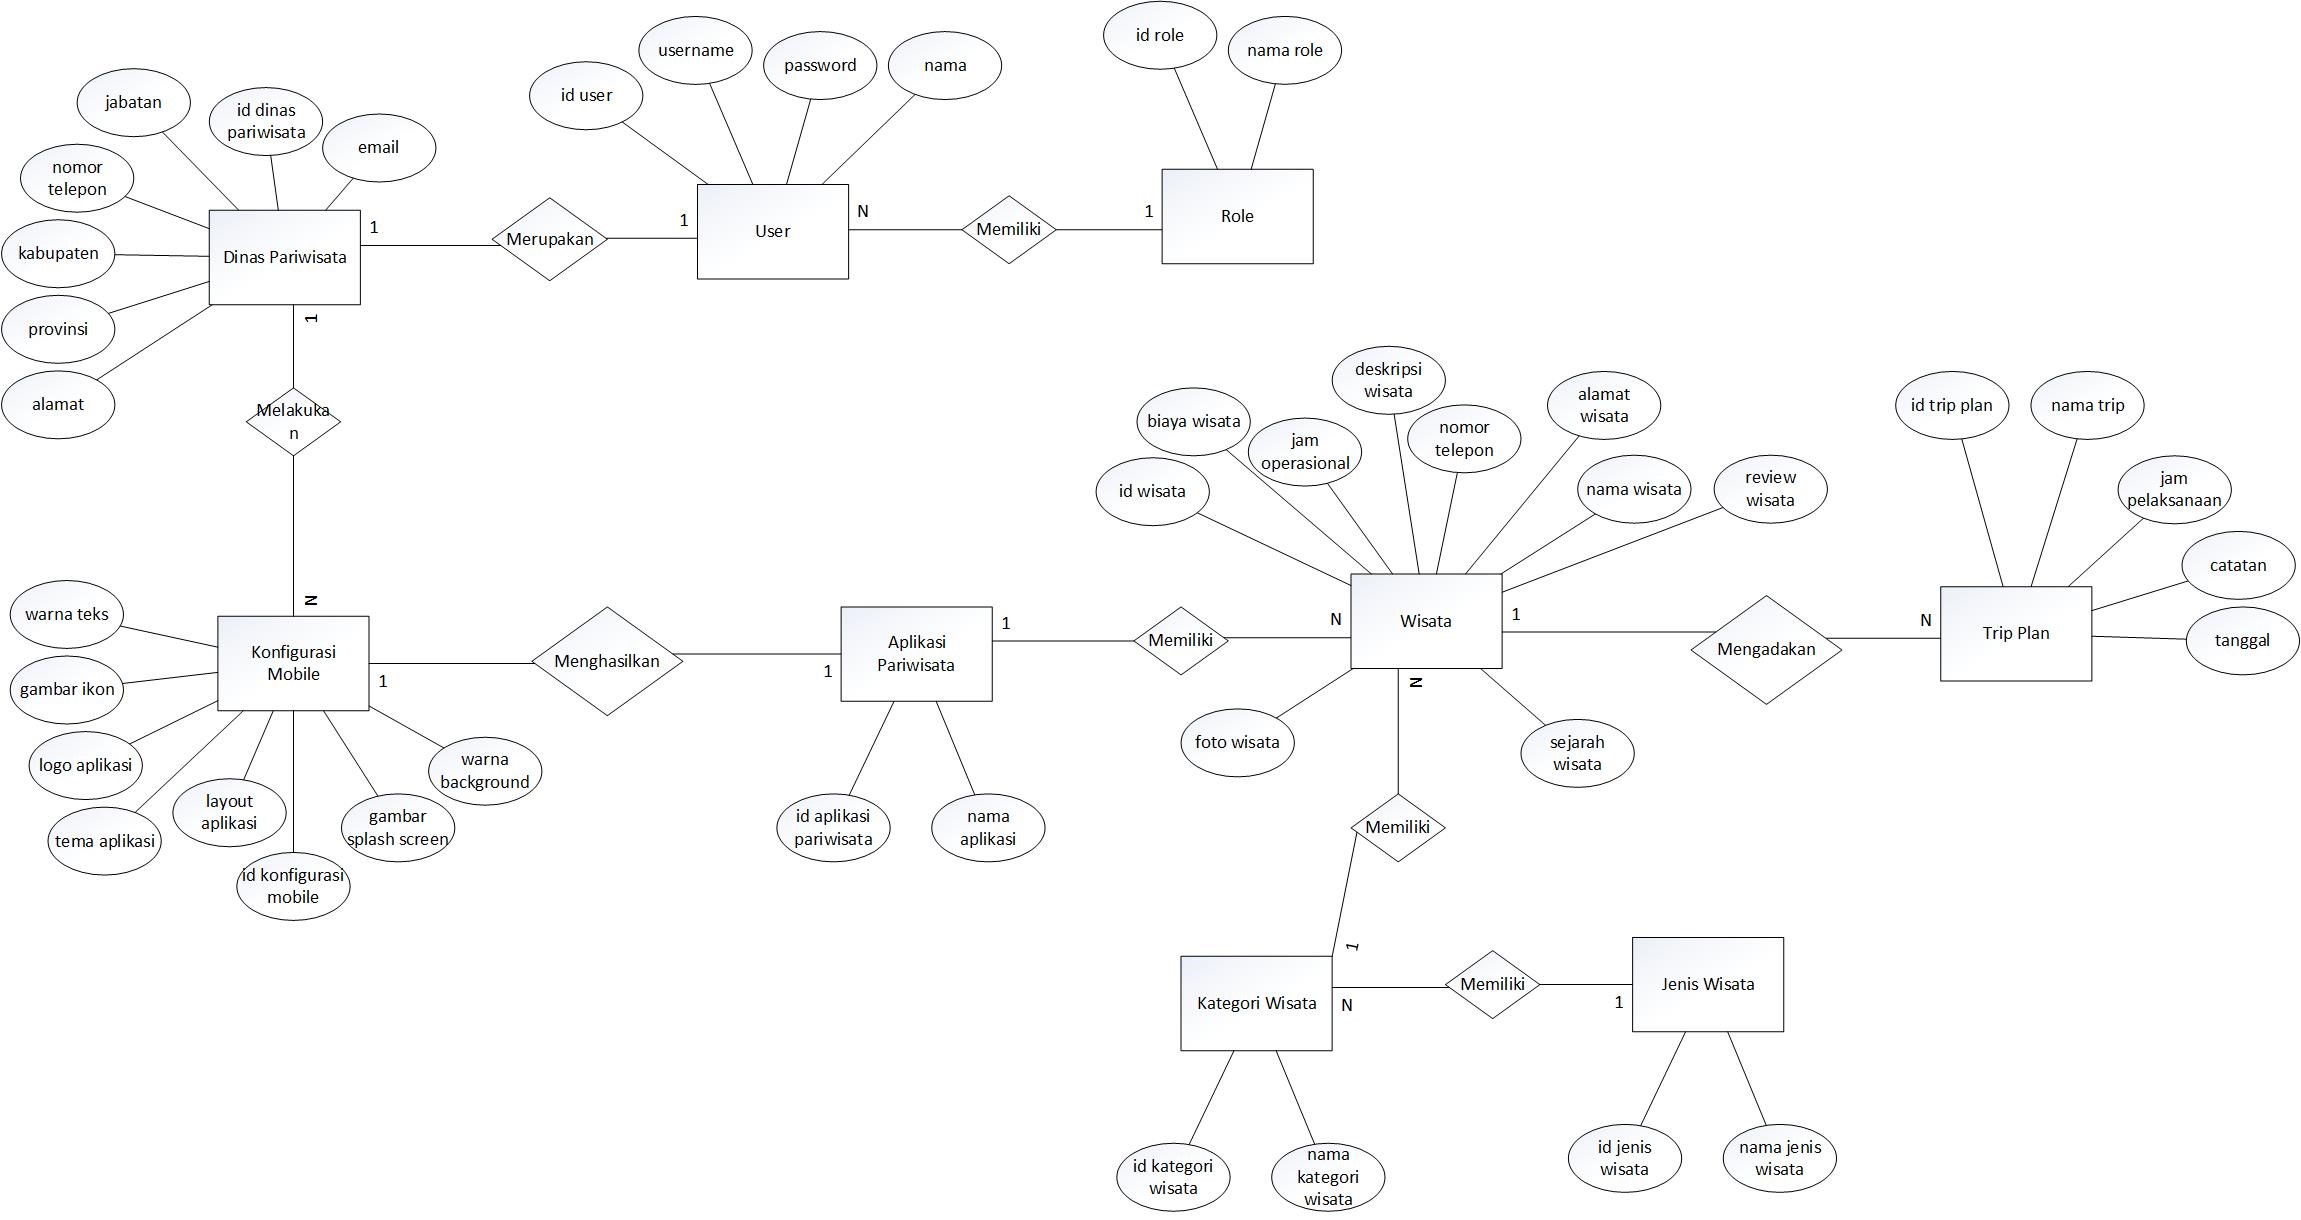 id role
nama role
username
password
nama
id user
jabatan
id dinas
pariwisata
email
nomor
telepon
kabupaten
provinsi
alamat
Dinas Pariwisata
1
Merupakan
1
User
N
Memiliki
1
Role
1
Melakuka
n
N
deskripsi
wisata
biaya wisata
jam
operasional
nomor
telepon
alamat
wisata
id wisata
nama wisata
review
wisata
id trip plan
nama trip
jam
pelaksanaan
catatan
tanggal
warna teks
gambar ikon
logo aplikasi
tema aplikasi
layout
aplikasi
id konfigurasi
mobile
gambar
splash screen
warna
background
Konfigurasi
Mobile
1
Menghasilkan
1
Aplikasi
Pariwisata
1
Memiliki
N
Wisata
1
Mengadakan
N
Trip Plan
id aplikasi
pariwisata
nama
aplikasi
foto wisata
N
sejarah
wisata
Memiliki
1
Kategori Wisata
N
Memiliki
1
Jenis Wisata
id kategori
wisata
nama
kategori
wisata
id jenis
wisata
nama jenis
wisata